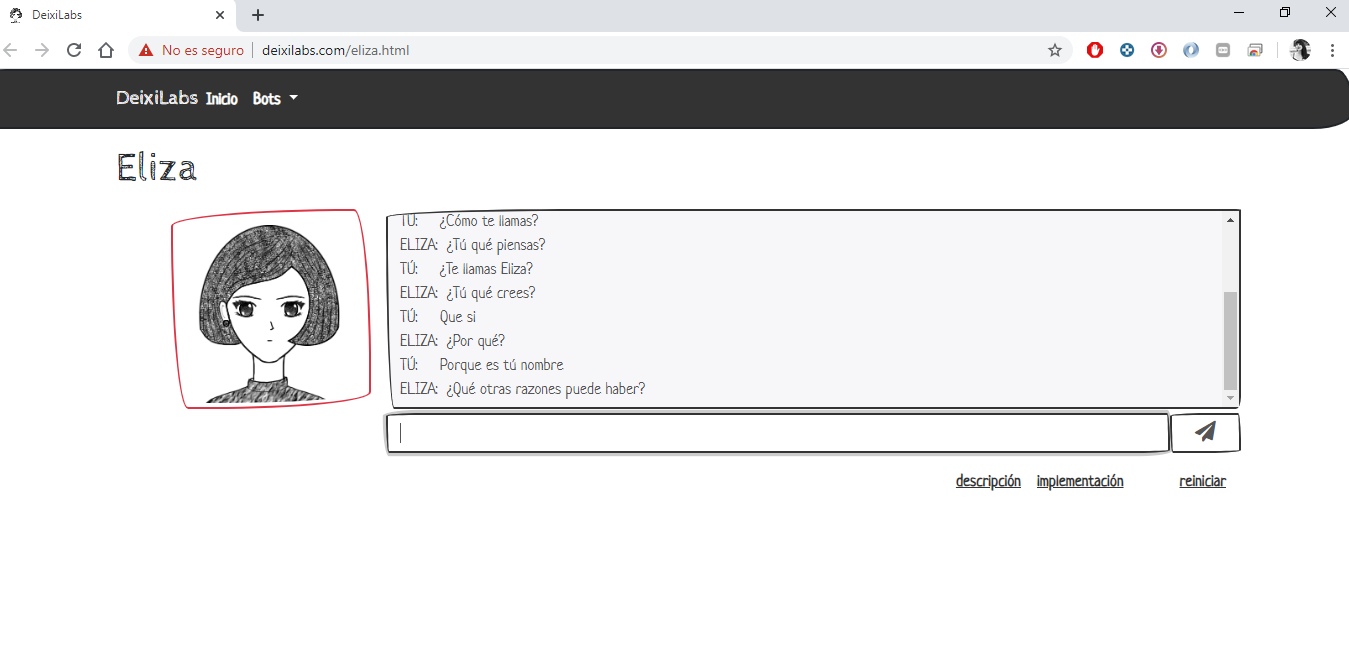 DeixiLabs
No es seguro | deixilabs.com/eliza.html
DeixiLabs Inicio Bots
Eliza
TÚ: ¿Cómo te llamas?
ELIZA: ¿Tú qué piensas?
TÚ: ¿Te llamas Eliza?
ELIZA: ¿Tú qué crees?
TÚ: Que si
ELIZA: ¿Por qué?
TÚ: Porque es tú nombre
ELIZA: ¿Qué otras razones puede haber?
descripción implementación reiniciar